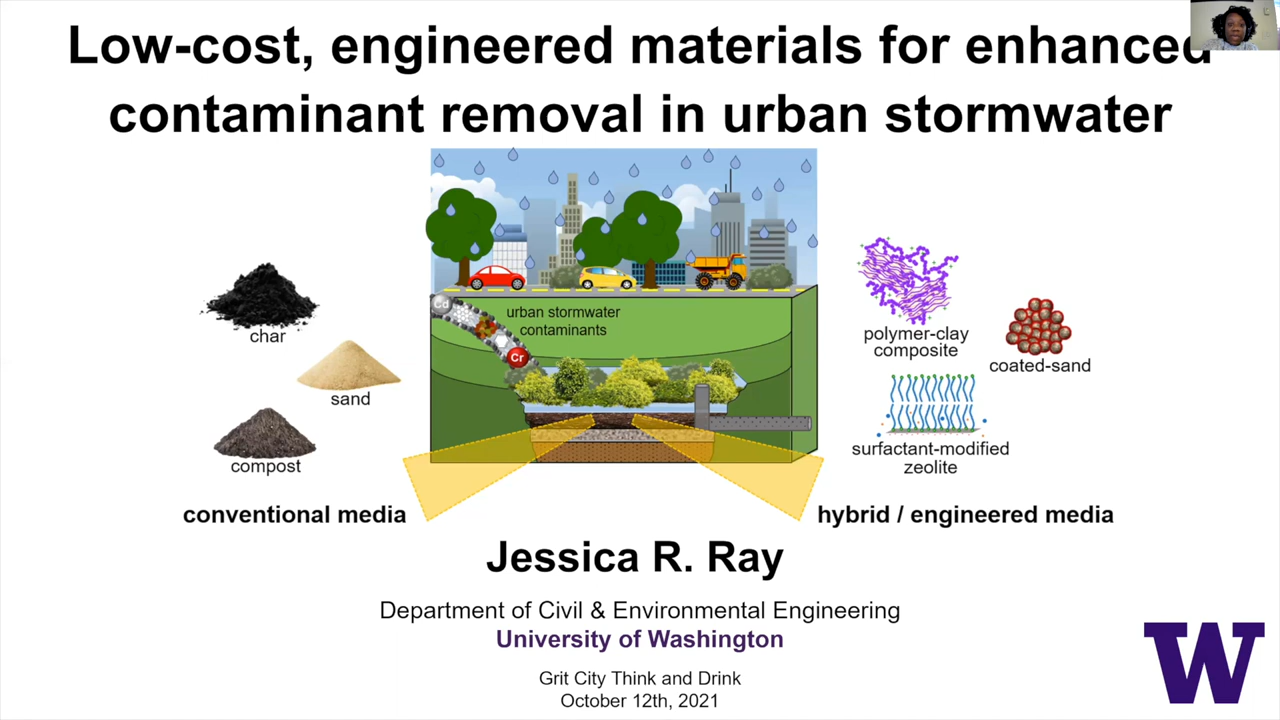 Low-cost, engineered materials for enhanced
contaminant removal in urban stormwater
Cd
urban stormwater
contaminants
Cr
char
sand
compost
conventional media
polymer-clay
composite
coated-sand
surfactant-modified
zeolite
hybrid / engineered media
Jessica R. Ray
Department of Civil & Environmental Engineering
University of Washington
Grit City Think and Drink
October 12th, 2021
W